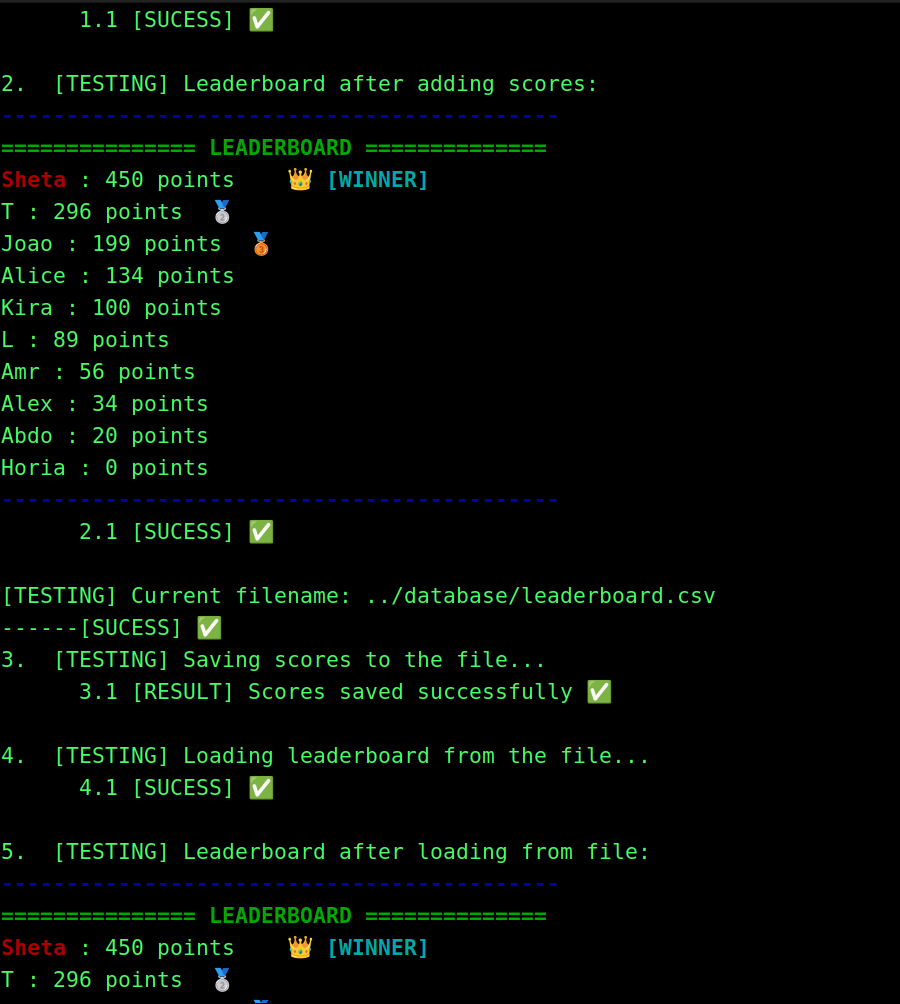 1.1 [SUCESS] ✅
2.  [TESTING] Leaderboard after adding scores:
-------------------------------------------
=============== LEADERBOARD ==============
Sheta : 450 points    👑 [WINNER]
T : 296 points  🥈
Joao : 199 points  🥉
Alice : 134 points
Kira : 100 points
L : 89 points
Amr : 56 points
Alex : 34 points
Abdo : 20 points
Horia : 0 points
-------------------------------------------
2.1 [SUCESS] ✅
[TESTING] Current filename: ../database/leaderboard.csv
------[SUCESS] ✅
3.  [TESTING] Saving scores to the file...
3.1 [RESULT] Scores saved successfully ✅
4.  [TESTING] Loading leaderboard from the file...
4.1 [SUCESS] ✅
5.  [TESTING] Leaderboard after loading from file:
-------------------------------------------
=============== LEADERBOARD ==============
Sheta : 450 points    👑 [WINNER]
T : 296 points  🥈